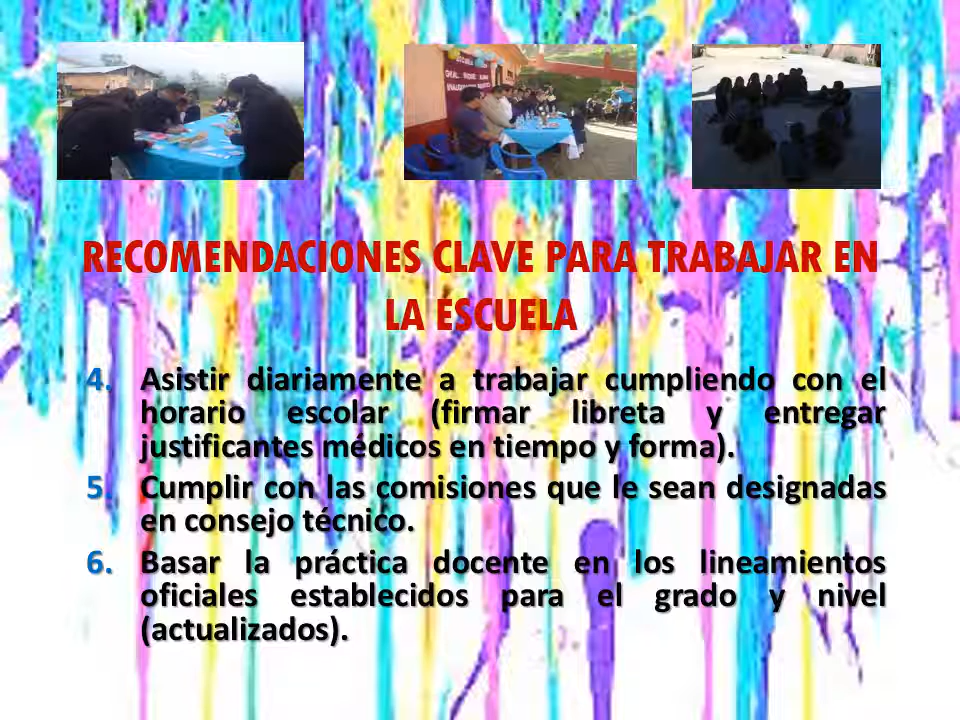 RECOMENDACIONES CLAVE PARA TRABAJAR EN
LA ESCUELA
4. Asistir diariamente a trabajar cumpliendo con el
horario escolar (firmar libreta y entregar
justificantes médicos en tiempo y forma).
5. Cumplir con las comisiones que le sean designadas
en consejo técnico.
6. Basar la práctica docente en los lineamientos
oficiales establecidos para el grado y nivel
(actualizados).